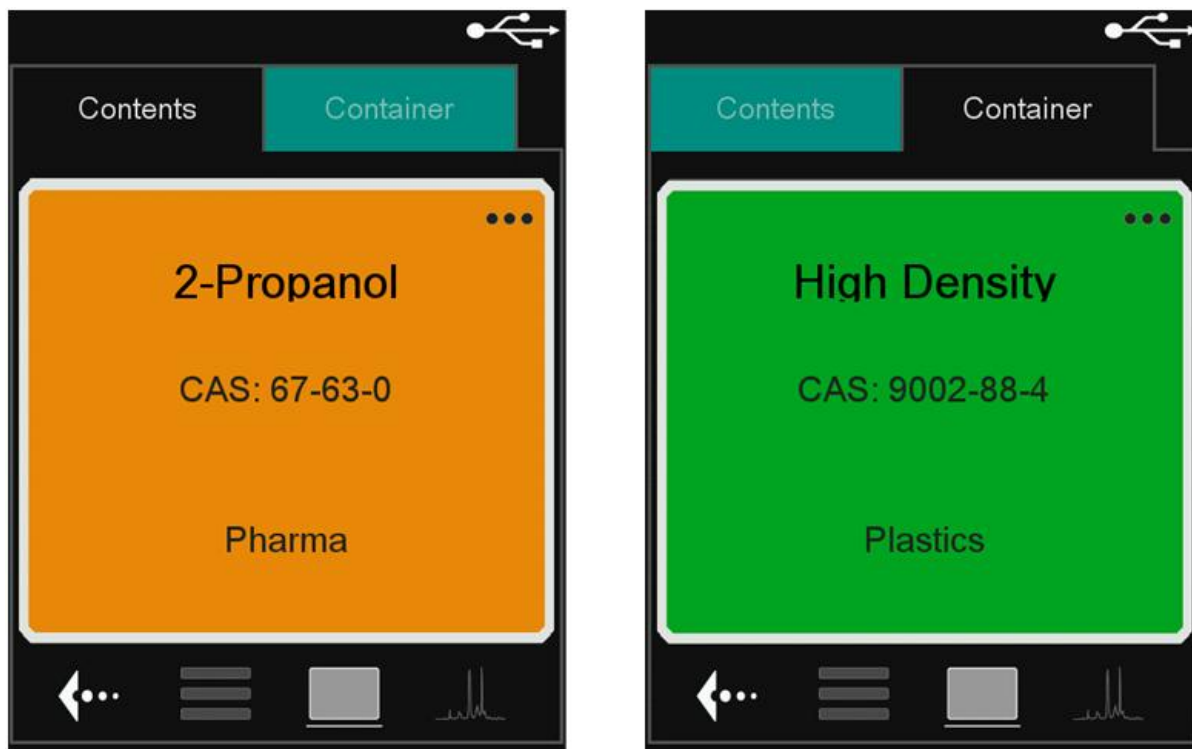 Contents
Container
2-Propanol
CAS: 67-63-0
Pharma
Contents
Container
High Density
CAS: 9002-88-4
Plastics